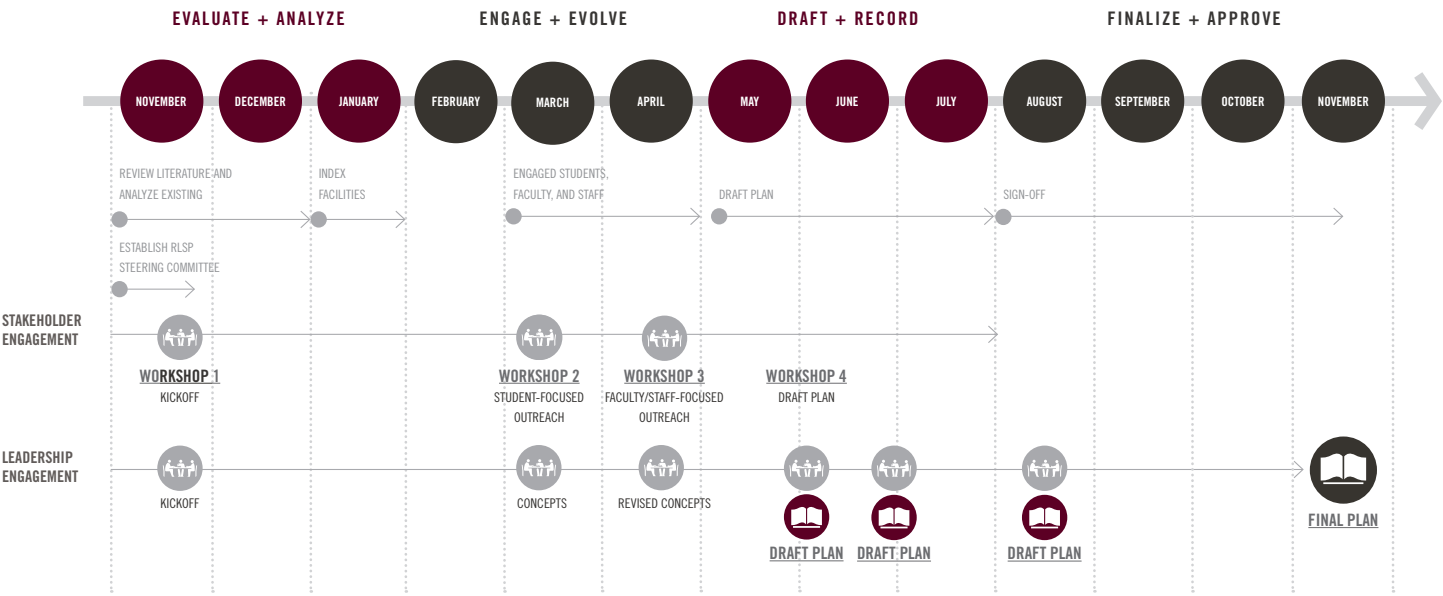 EVALUATE + ANALYZE
ENGAGE + EVOLVE
DRAFT + RECORD
FINALIZE + APPROVE
NOVEMBER
DECEMBER
JANUARY
FEBRUARY
MARCH
APRIL
MAY
JUNE
JULY
AUGUST
SEPTEMBER
OCTOBER
NOVEMBER
REVIEW LITERATURE AND
ANALYZE EXISTING
INDEX
FACILITIES
ENGAGED STUDENTS,
FACULTY, AND STAFF
DRAFT PLAN
SIGN-OFF
ESTABLISH RLSP
STEERING COMMITTEE
STAKEHOLDER
ENGAGEMENT
WORKSHOP 1
KICKOFF
WORKSHOP 2
STUDENT-FOCUSED
OUTREACH
WORKSHOP 3
FACULTY/STAFF-FOCUSED
OUTREACH
WORKSHOP 4
DRAFT PLAN
LEADERSHIP
ENGAGEMENT
KICKOFF
CONCEPTS
REVISED CONCEPTS
DRAFT PLAN
DRAFT PLAN
DRAFT PLAN
FINAL PLAN